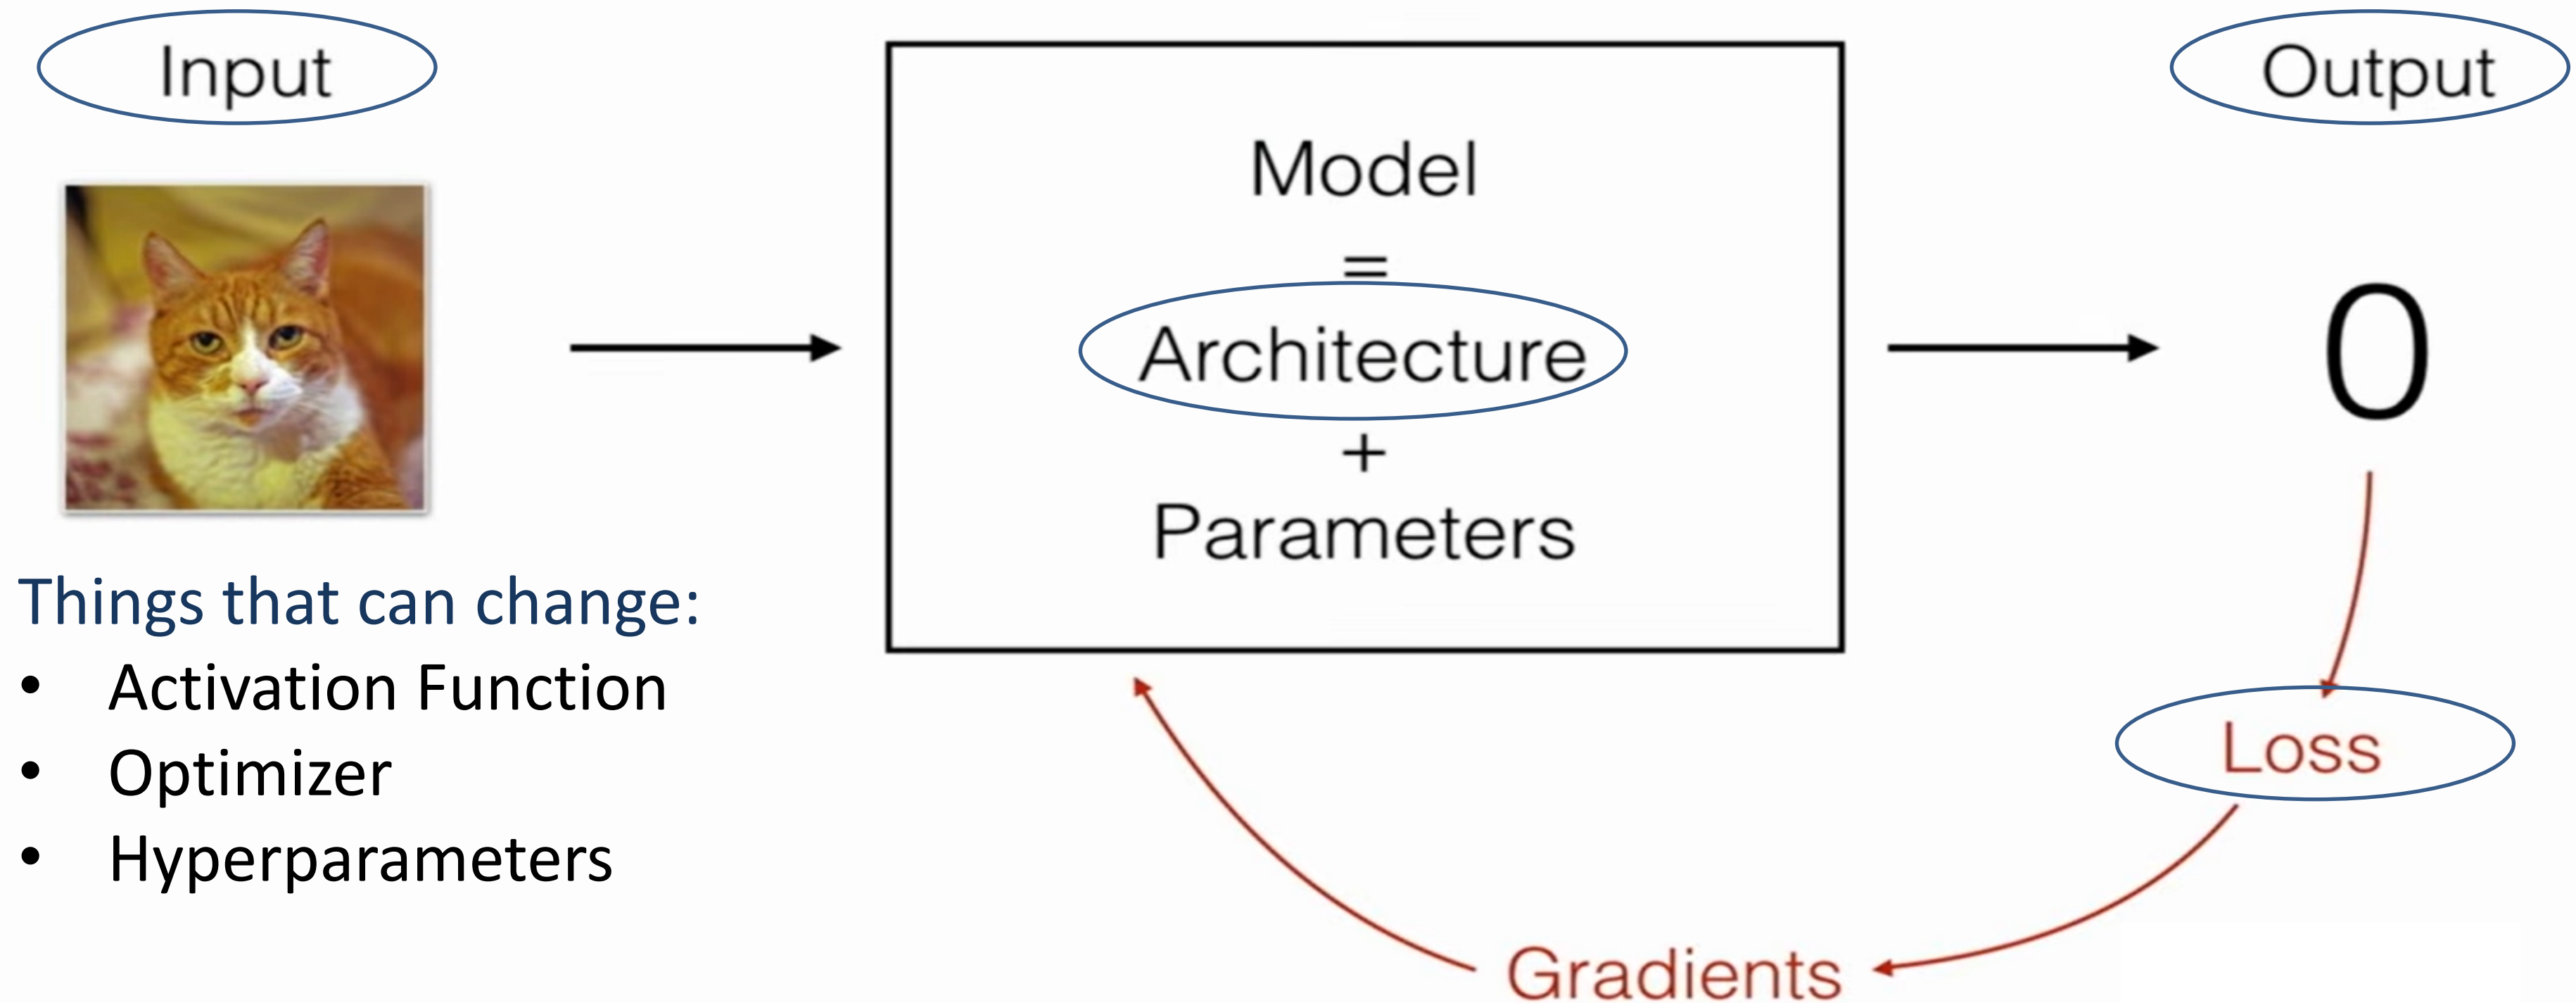 Input
Output
Model
=
Architecture
+
Parameters
0
Things that can change:
• Activation Function
• Optimizer
• Hyperparameters
Loss
Gradients